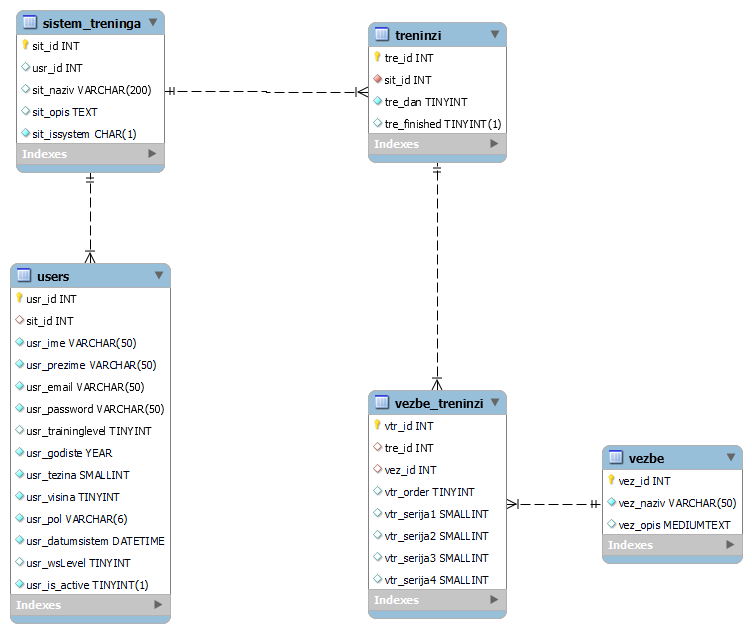 sistem_treninga
sit_id INT
usr_id INT
sit_naziv VARCHAR(200)
sit_opis TEXT
sit_issystem CHAR(1)
Indexes
treninzi
tre_id INT
sit_id INT
tre_dan TINYINT
tre_finished TINYINT(1)
Indexes
users
usr_id INT
sit_id INT
usr_ime VARCHAR(50)
usr_prezime VARCHAR(50)
usr_email VARCHAR(50)
usr_password VARCHAR(50)
usr_traininglevel TINYINT
usr_godiste YEAR
usr_tezina SMALLINT
usr_visina TINYINT
usr_pol VARCHAR(6)
usr_datumsistem DATETIME
usr_wsLevel TINYINT
usr_is_active TINYINT(1)
Indexes
vezbe_treninzi
vtr_id INT
tre_id INT
vez_id INT
vtr_order TINYINT
vtr_serija1 SMALLINT
vtr_serija2 SMALLINT
vtr_serija3 SMALLINT
vtr_serija4 SMALLINT
Indexes
vezbe
vez_id INT
vez_naziv VARCHAR(50)
vez_opis MEDIUMTEXT
Indexes